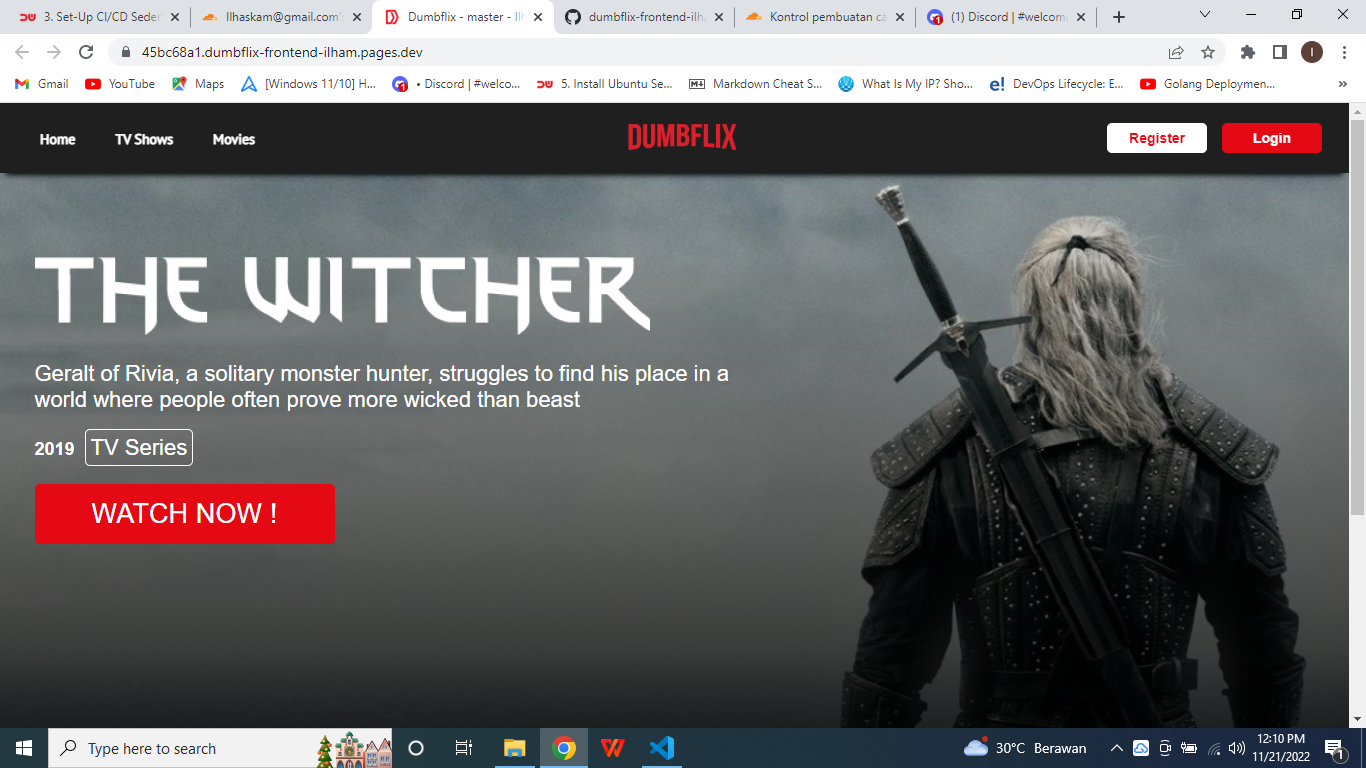 3. Set-Up CI/CD Seder
Ilhaskam@gmail.com'
Dumbflix - master - Ilh
dumbflix-frontend-ilha
Kontrol pembuatan ca
(1) Discord | #welcom
45bc68a1.dumbflix-frontend-ilham.pages.dev
I
Gmail
YouTube
Maps
[Windows 11/10] H...
• Discord | #welco...
5. Install Ubuntu Se...
Markdown Cheat S...
What Is My IP? Sho...
DevOps Lifecycle: E...
Golang Deploymen...
Home
TV Shows
Movies
DUMBFLIX
Register
Login
THE WITCHER
Geralt of Rivia, a solitary monster hunter, struggles to find his place in a
world where people often prove more wicked than beast
2019 TV Series
WATCH NOW !
Type here to search
30°C Berawan
12:10 PM
11/21/2022
1